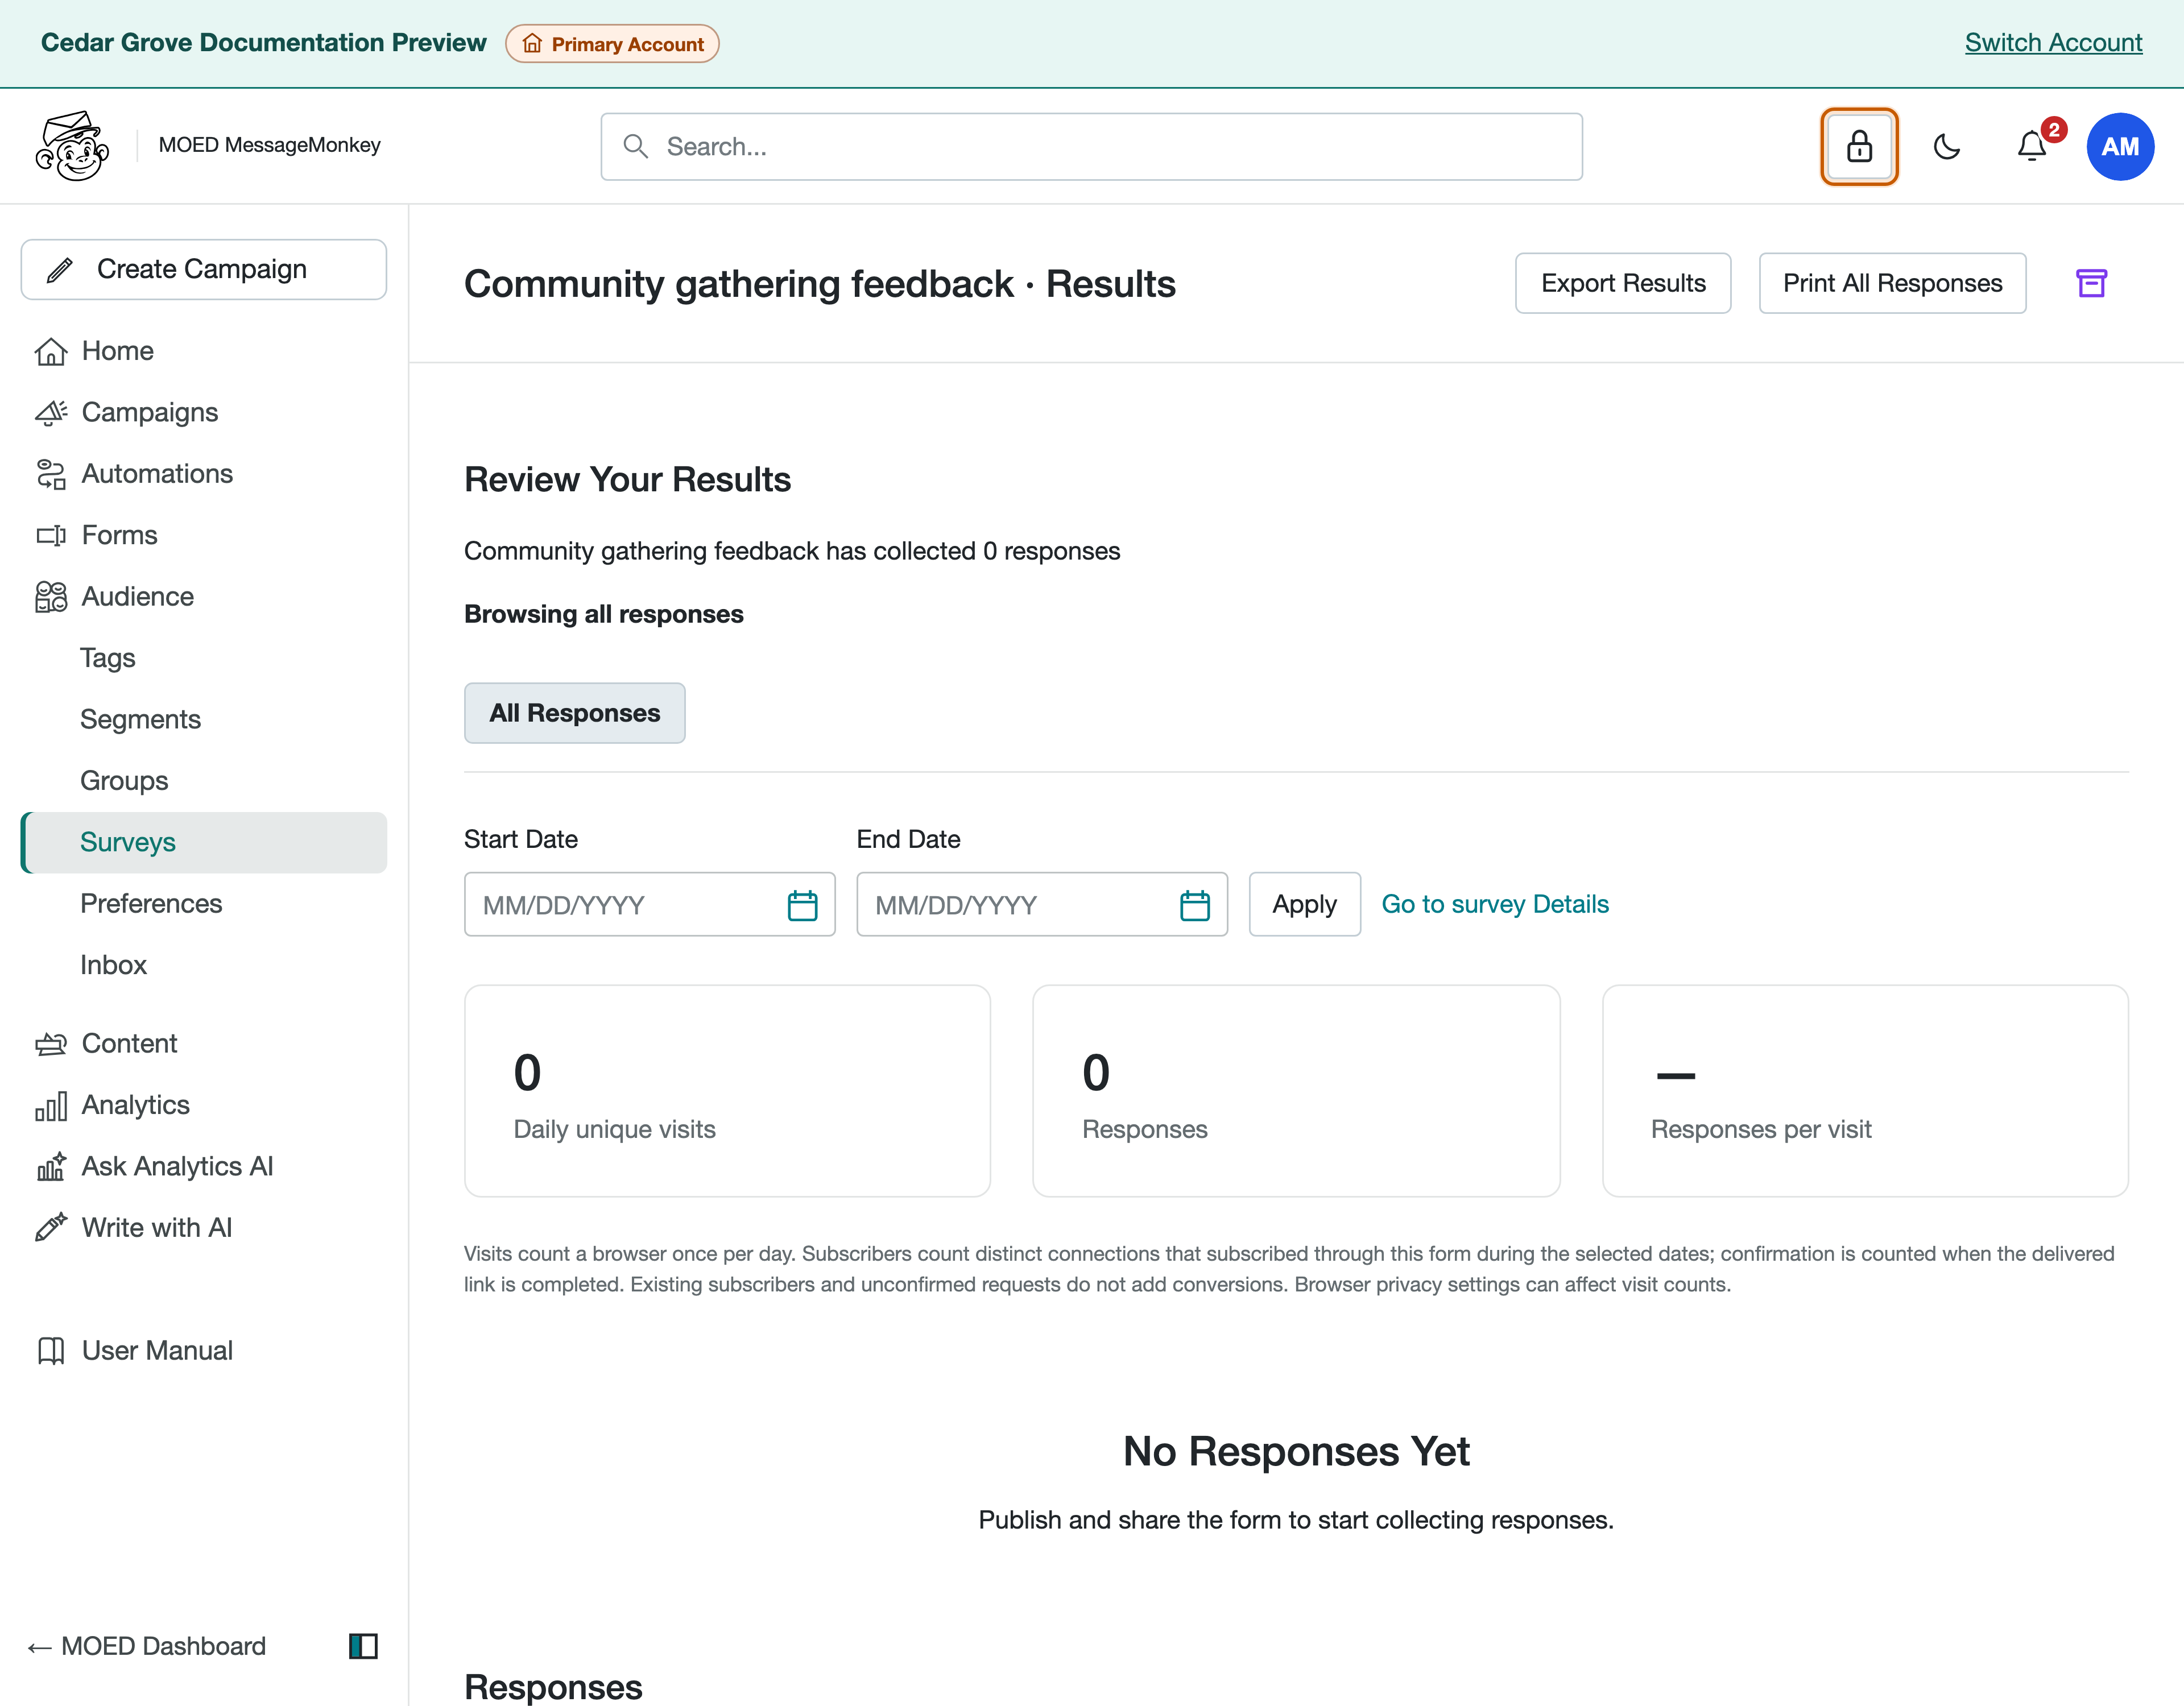 Cedar Grove Documentation Preview
Primary Account
Switch Account
MOED MessageMonkey
Search...
2
AM
Create Campaign
Home
Campaigns
Automations
Forms
Audience
Tags
Segments
Groups
Surveys
Preferences
Inbox
Content
Analytics
Ask Analytics AI
Write with AI
User Manual
← MOED Dashboard
Community gathering feedback · Results
Export Results
Print All Responses
Review Your Results
Community gathering feedback has collected 0 responses
Browsing all responses
All Responses
Start Date
End Date
MM/DD/YYYY
MM/DD/YYYY
Apply
Go to survey Details
0
Daily unique visits
0
Responses
—
Responses per visit
Visits count a browser once per day. Subscribers count distinct connections that subscribed through this form during the selected dates; confirmation is counted when the delivered
link is completed. Existing subscribers and unconfirmed requests do not add conversions. Browser privacy settings can affect visit counts.
No Responses Yet
Publish and share the form to start collecting responses.
Responses